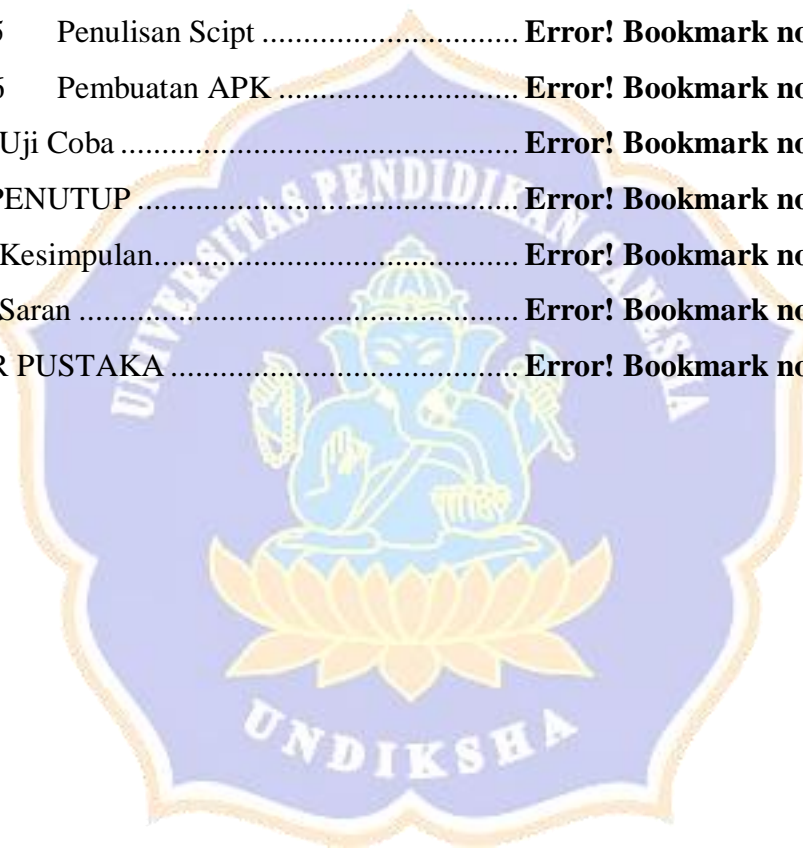 5 Penulisan Scipt ............................. Error! Bookmark no
6 Pembuatan APK ........................... Error! Bookmark no
Uji Coba ............................................. Error! Bookmark no
PENUTUP ........................................... Error! Bookmark no
Kesimpulan......................................... Error! Bookmark no
Saran .................................................. Error! Bookmark no
R PUSTAKA ....................................... Error! Bookmark no
UNIVERSITAS PENDIDIKAN GANESHA
UNDIKSHA